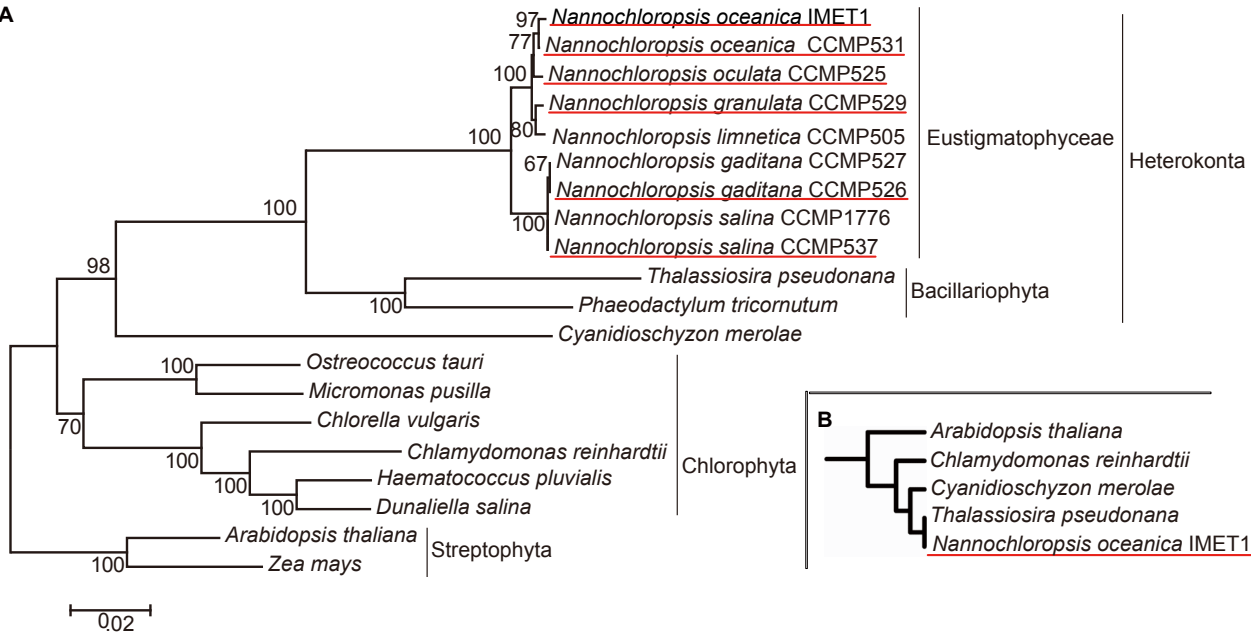 A
97 Nannochloropsis oceanica IMET1
77 Nannochloropsis oceanica CCMP531
100 Nannochloropsis oculata CCMP525
Nannochloropsis granulata CCMP529
80
100 Nannochloropsis limnetica CCMP505
Eustigmatophyceae
67 Nannochloropsis gaditana CCMP527
Heterokonta
Nannochloropsis gaditana CCMP526
100
Nannochloropsis salina CCMP1776
100
Nannochloropsis salina CCMP537
98
Thalassiosira pseudonana
Bacillariophyta
100
Phaeodactylum tricornutum
Cyanidioschyzon merolae
100 Ostreococcus tauri
Micromonas pusilla
70
Chlorella vulgaris
100
Chlamydomonas reinhardtii
Chlorophyta
100
Haematococcus pluvialis
100
Dunaliella salina
Arabidopsis thaliana
Streptophyta
100
Zea mays
0.02
B
Arabidopsis thaliana
Chlamydomonas reinhardtii
Cyanidioschyzon merolae
Thalassiosira pseudonana
Nannochloropsis oceanica IMET1